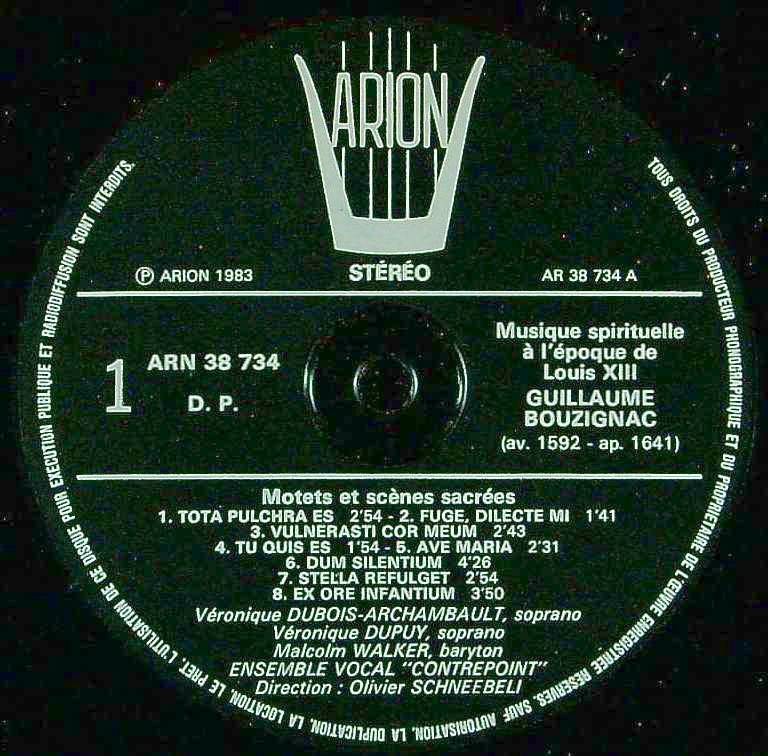 ARION
STÉRÉO
℗ ARION 1983
AR 38 734 A
1
ARN 38 734
D. P.
Musique spirituelle
à l'époque de
Louis XIII
GUILLAUME
BOUZIGNAC
(av. 1592 - ap. 1641)
Motets et scènes sacrées
1. TOTA PULCHRA ES 2'54 - 2. FUGE, DILECTE MI 1'41
3. VULNERASTI COR MEUM 2'43
4. TU QUIS ES 1'54 - 5. AVE MARIA 2'31
6. DUM SILENTIUM 4'26
7. STELLA REFULGET 2'54
8. EX ORE INFANTIUM 3'50
Véronique DUBOIS-ARCHAMBAULT, soprano
Véronique DUPUY, soprano
Malcolm WALKER, baryton
ENSEMBLE VOCAL "CONTREPOINT"
Direction : Olivier SCHNEEBELI
TOUS DROITS DU PRODUCTEUR PHONOGRAPHIQUE ET DU PROPRIETAIRE DE L'ŒUVRE ENREGISTREE RESERVES. SAUF AUTORISATION, LA DUPLICATION, LA LOCATION, LE PRET, L'UTILISATION DE CE DISQUE POUR EXECUTION PUBLIQUE ET RADIODIFFUSION SONT INTERDITS.